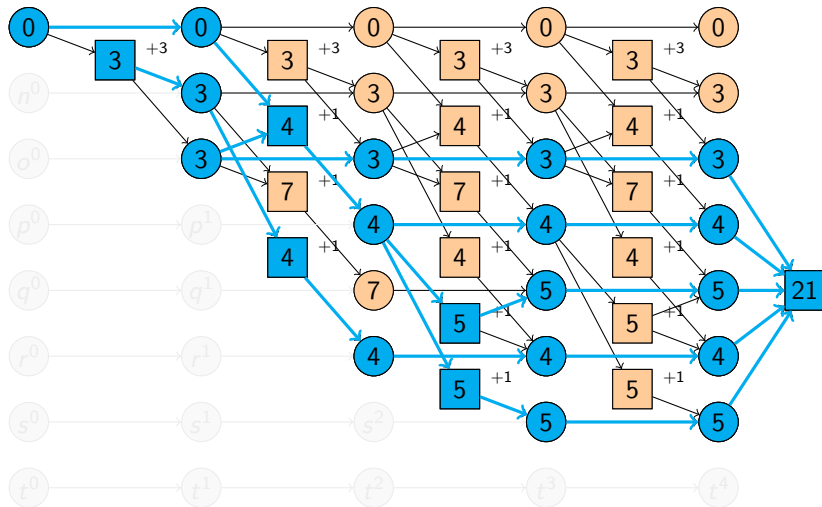 0 0 0 0 0
3 +3 3 +3 3 +3 3 +3
n⁰ 3 3 3 3
4 +1 4 +1 4 +1
o⁰ 3 3 3 3
7 +1 7 +1 7 +1
p⁰ p¹ 4 4 4
4 +1 4 +1 4 +1
q⁰ q¹ 7 5 5 21
5 +1 5 +1
r⁰ r¹ 4 4 4
5 +1 5 +1
s⁰ s¹ s² 5 5
t⁰ t¹ t² t³ t⁴